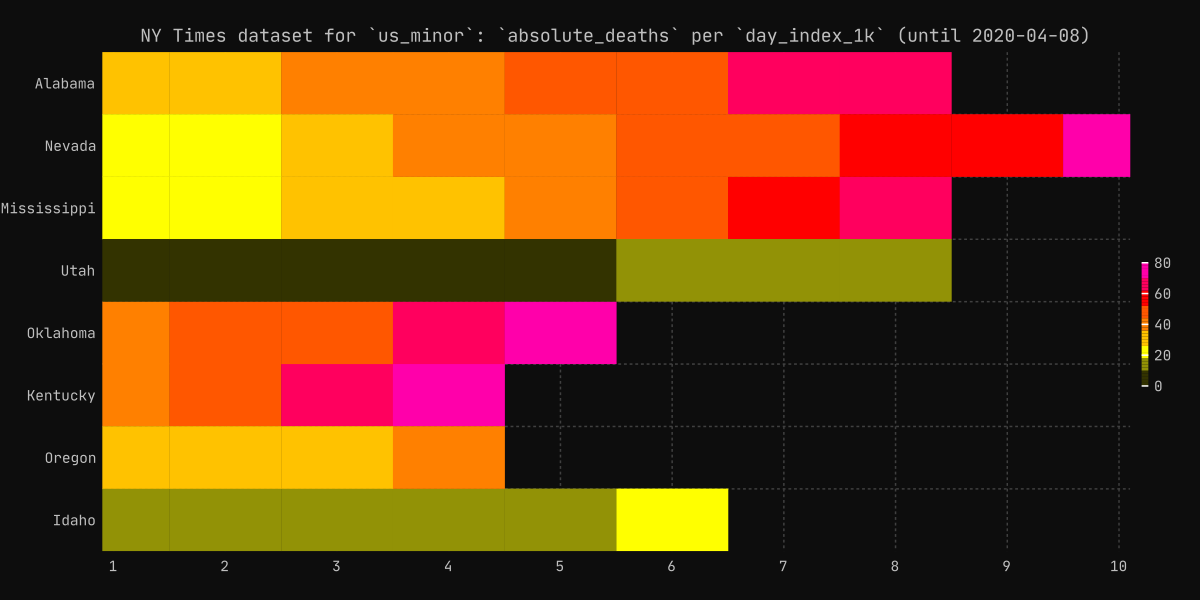 NY Times dataset for `us_minor`: `absolute_deaths` per `day_index_1k` (until 2020-04-08)
Alabama
Nevada
Mississippi
Utah
Oklahoma
Kentucky
Oregon
Idaho
1 2 3 4 5 6 7 8 9 10
80
60
40
20
0